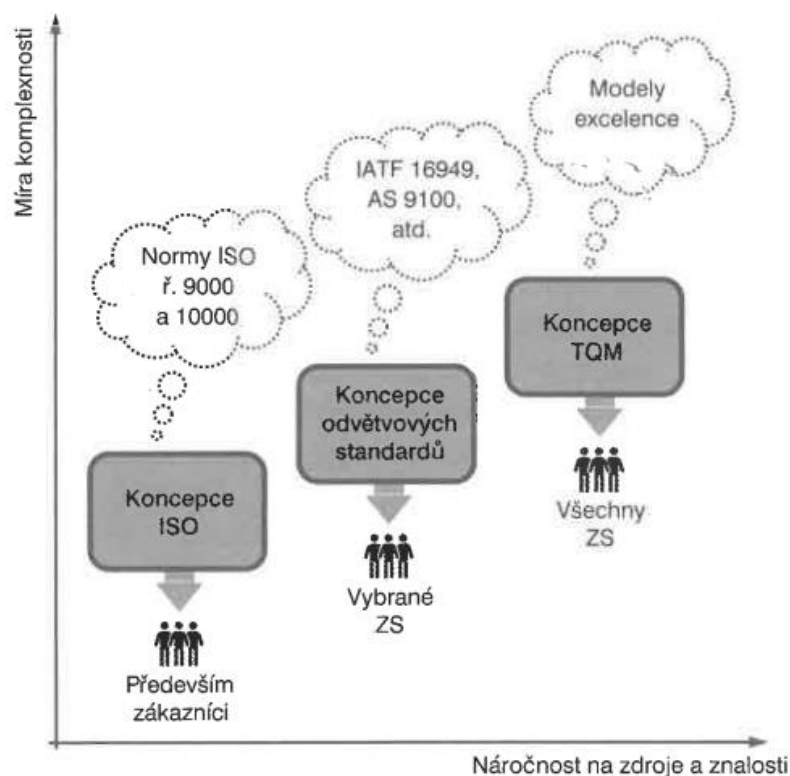 Míra komplexnosti
Modely
excelence
IATF 16949,
AS 9100,
atd.
Normy ISO
ř. 9000
a 10000
Koncepce
TQM
Koncepce
odvětvových
standardů
Koncepce
ISO
Všechny
ZS
Vybrané
ZS
Především
zákazníci
Náročnost na zdroje a znalosti